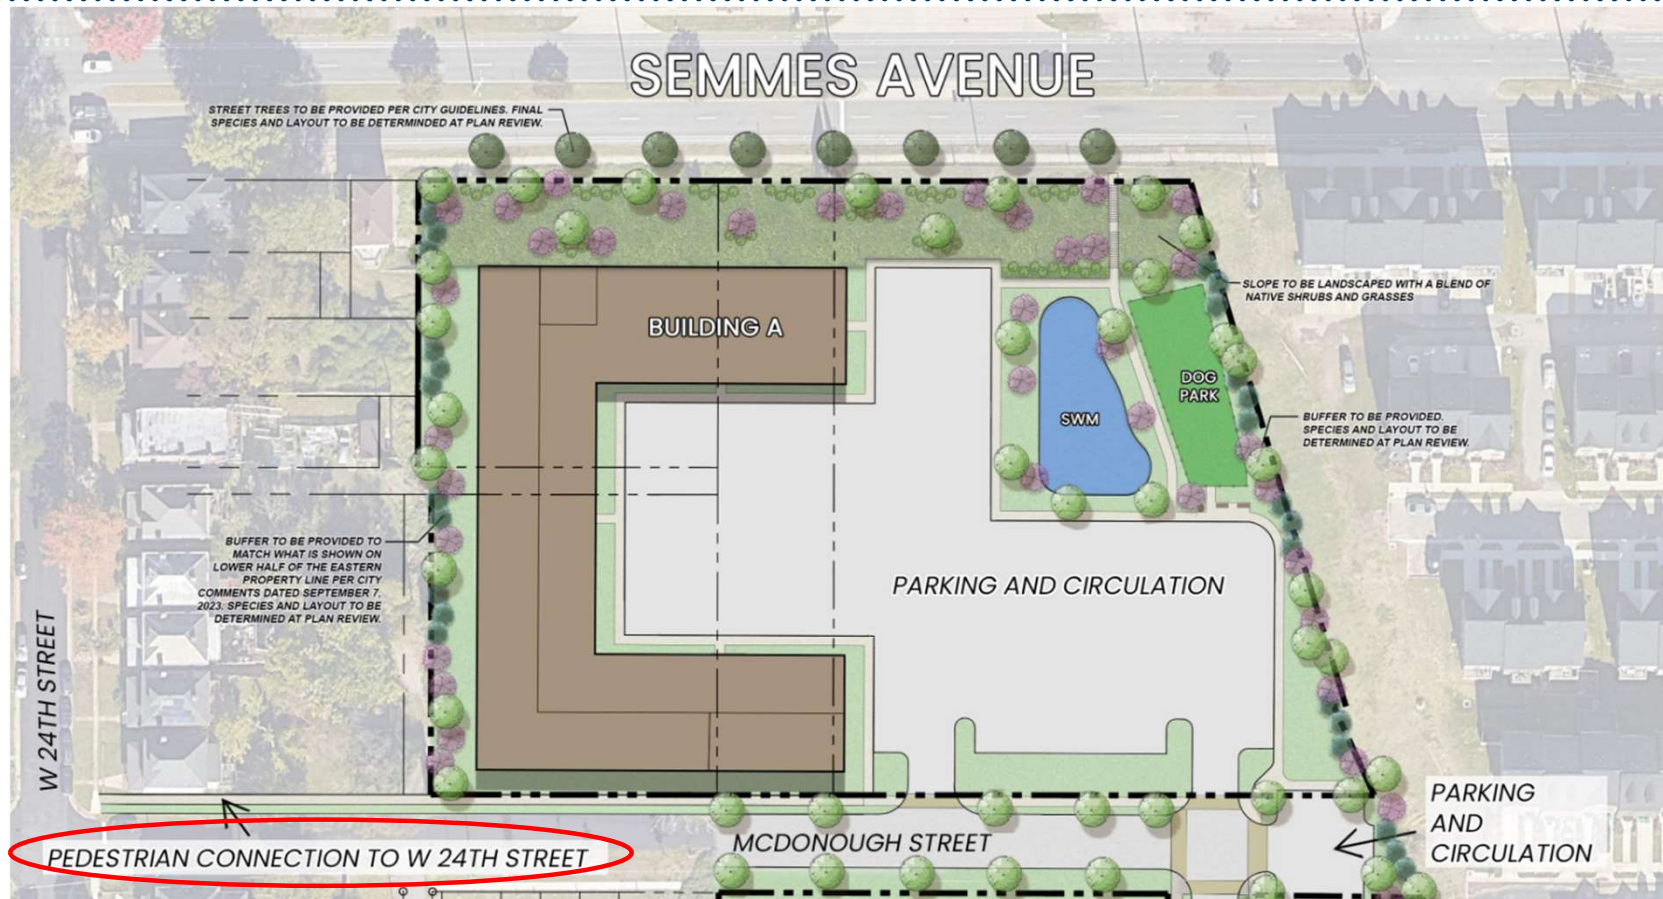 SEMMES AVENUE
STREET TREES TO BE PROVIDED PER CITY GUIDELINES. FINAL
SPECIES AND LAYOUT TO BE DETERMINDED AT PLAN REVIEW.
SLOPE TO BE LANDSCAPED WITH A BLEND OF
NATIVE SHRUBS AND GRASSES
BUILDING A
DOG
PARK
SWM
BUFFER TO BE PROVIDED.
SPECIES AND LAYOUT TO BE
DETERMINED AT PLAN REVIEW.
BUFFER TO BE PROVIDED TO
MATCH WHAT IS SHOWN ON
LOWER HALF OF THE EASTERN
PROPERTY LINE PER CITY
COMMENTS DATED SEPTEMBER 7,
2023. SPECIES AND LAYOUT TO BE
DETERMINED AT PLAN REVIEW.
PARKING AND CIRCULATION
W 24TH STREET
PARKING
AND
CIRCULATION
MCDONOUGH STREET
PEDESTRIAN CONNECTION TO W 24TH STREET